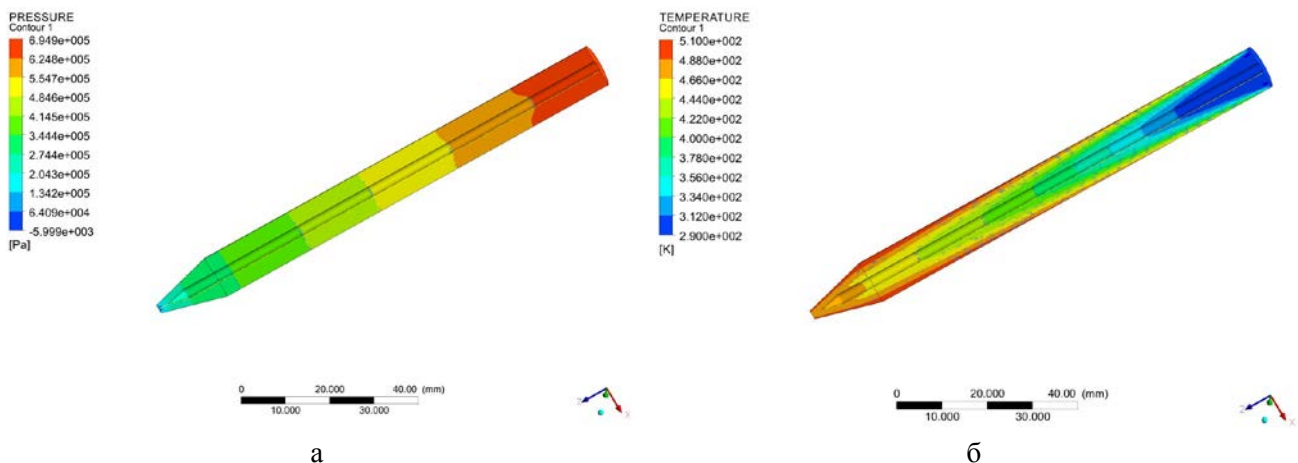 PRESSURE
Contour 1
6.949e+005
6.248e+005
5.547e+005
4.846e+005
4.145e+005
3.444e+005
2.744e+005
2.043e+005
1.342e+005
6.409e+004
-5.999e+003
[Pa]
0 20.000 40.00 (mm)
10.000 30.000
Z X
а
TEMPERATURE
Contour 1
5.100e+002
4.880e+002
4.660e+002
4.440e+002
4.220e+002
4.000e+002
3.780e+002
3.560e+002
3.340e+002
3.120e+002
2.900e+002
[K]
0 20.000 40.00 (mm)
10.000 30.000
Z X
б